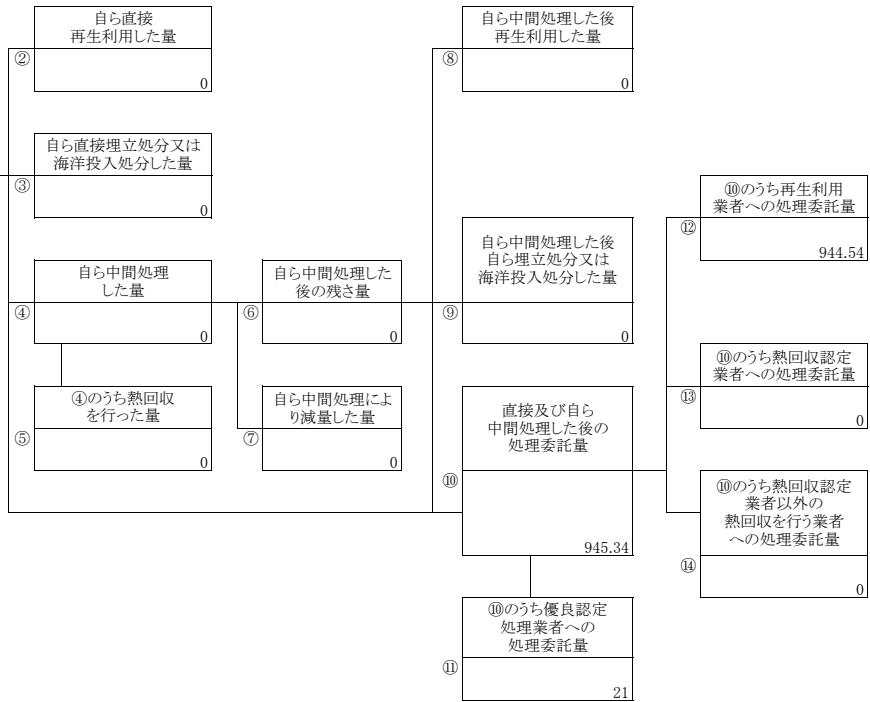 自ら直接
再生利用した量
②
0
自ら直接埋立処分又は
海洋投入処分した量
③
0
自ら中間処理
した量
④
0
④のうち熱回収
を行った量
⑤
0
自ら中間処理した
後の残さ量
⑥
0
自ら中間処理によ
り減量した量
⑦
0
自ら中間処理した後
再生利用した量
⑧
0
自ら中間処理した後
自ら埋立処分又は
海洋投入処分した量
⑨
0
直接及び自ら
中間処理した後の
処理委託量
⑩
945.34
⑩のうち優良認定
処理業者への
処理委託量
⑪
21
⑩のうち再生利用
業者への処理委託量
⑫
944.54
⑩のうち熱回収認定
業者への処理委託量
⑬
0
⑩のうち熱回収認定
業者以外の
熱回収を行う業者
への処理委託量
⑭
0